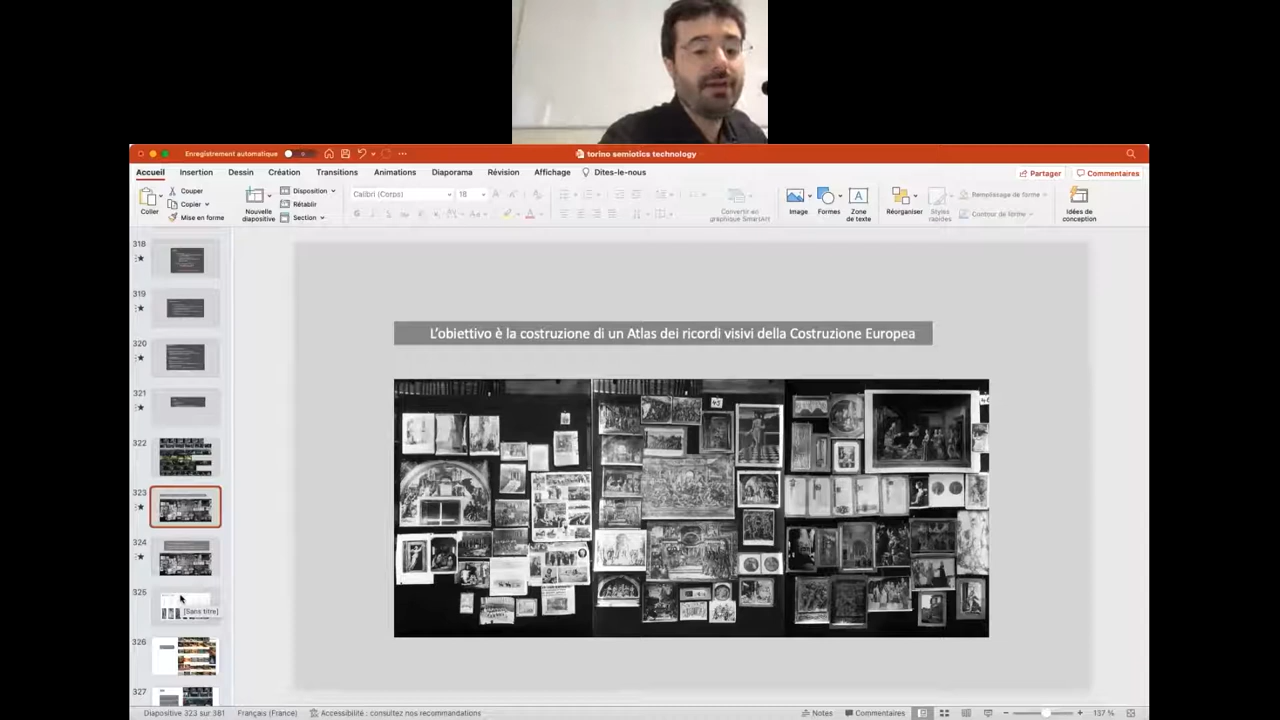 Enregistrement automatique
torino semiotics technology
Accueil Insertion Dessin Création Transitions Animations Diaporama Révision Affichage Dites-le-nous
Partager Commentaires
Coller
Couper
Copier
Mise en forme
Nouvelle
diapositive
Disposition
Rétablir
Section
Calibri (Corps) 18
Convertir en
graphique SmartArt
Image
Formes
Zone
de texte
Réorganiser
Styles
rapides
Remplissage de forme
Contour de forme
Idées de
conception
318
319
320
321
322
323
324
325
[Sans titre]
326
327
L'obiettivo è la costruzione di un Atlas dei ricordi visivi della Costruzione Europea
45
Diapositive 323 sur 381 Français (France) Accessibilité : consultez nos recommandations
Notes Commentaires 137 %